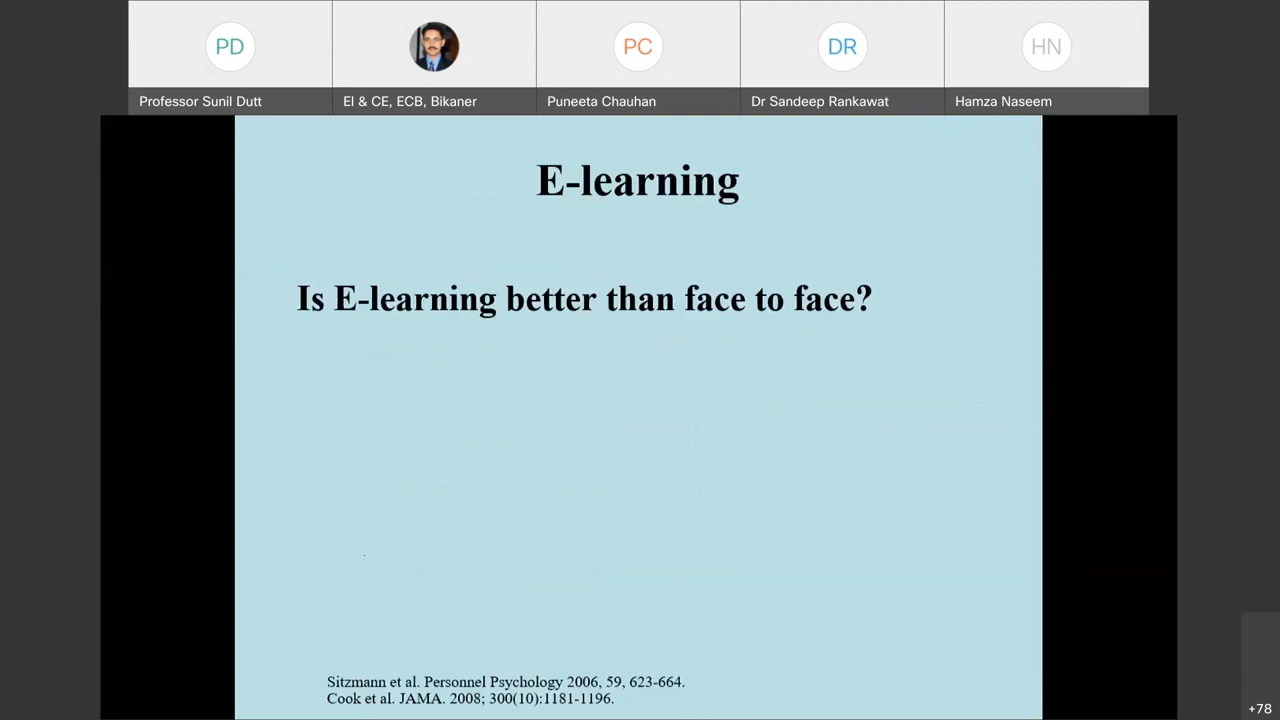 PD
PC
DR
HN
Professor Sunil Dutt
EI & CE, ECB, Bikaner
Puneeta Chauhan
Dr Sandeep Rankawat
Hamza Naseem
E-learning
Is E-learning better than face to face?
Sitzmann et al. Personnel Psychology 2006, 59, 623-664.
Cook et al. JAMA. 2008; 300(10):1181-1196.
+78